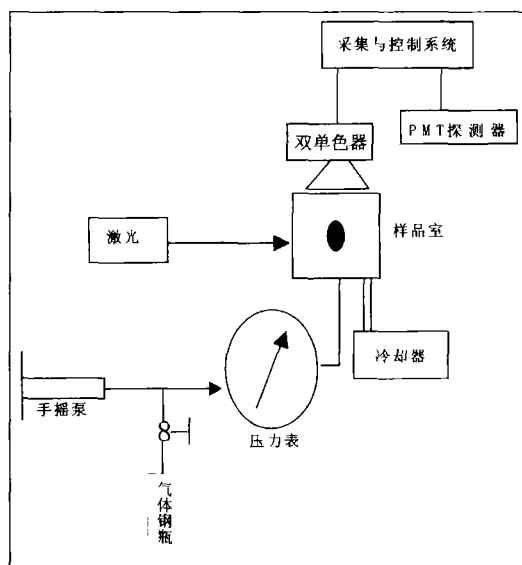 采集与控制系统
双单色器
PMT探测器
激光
样品室
冷却器
手摇泵
压力表
气体钢瓶